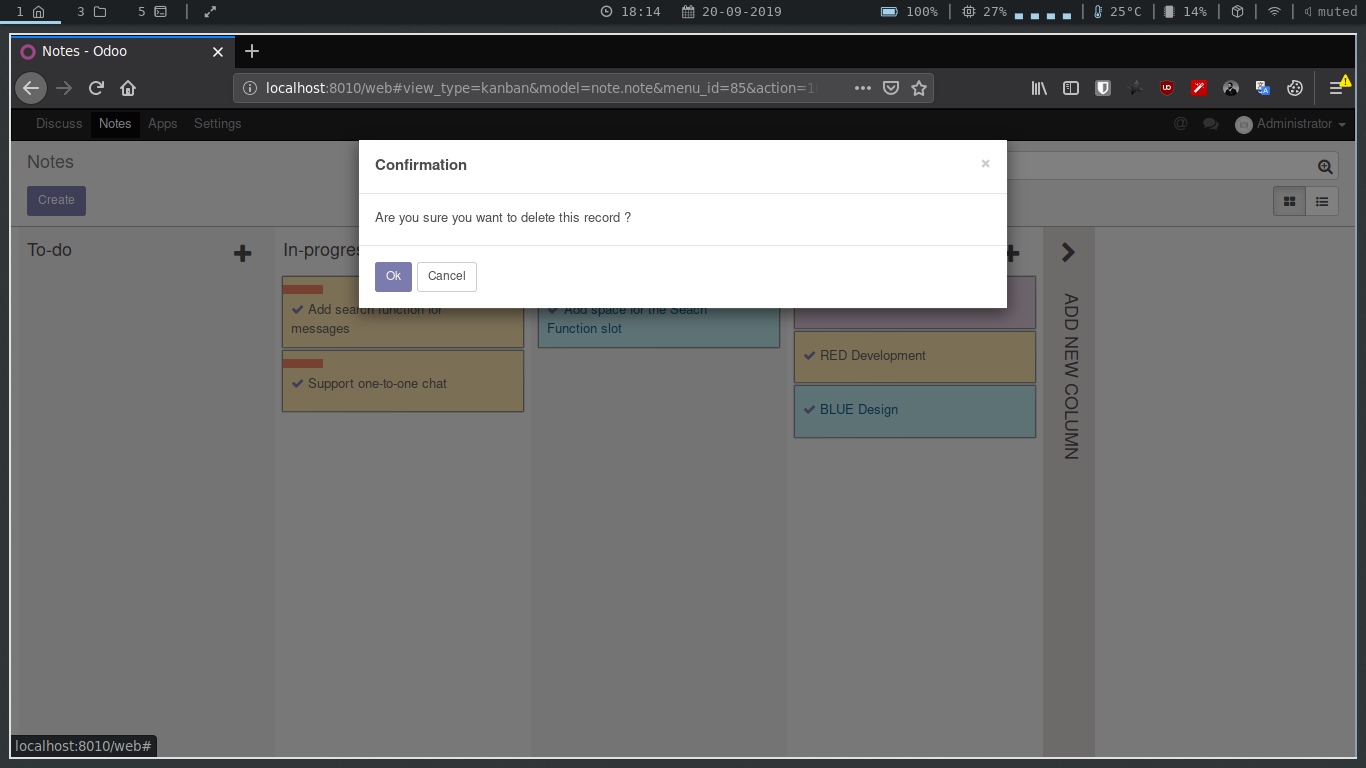 1 3 5 18:14 20-09-2019 100% 27% 25°C 14% muted
Notes - Odoo
localhost:8010/web#view_type=kanban&model=note.note&menu_id=85&action=1
Discuss Notes Apps Settings Administrator
Notes
Create
Confirmation ×
Are you sure you want to delete this record ?
Ok Cancel
To-do
In-progres
Add search function for
messages
Support one-to-one chat
Add space for the Seach
Function slot
RED Development
BLUE Design
ADD NEW COLUMN
localhost:8010/web#